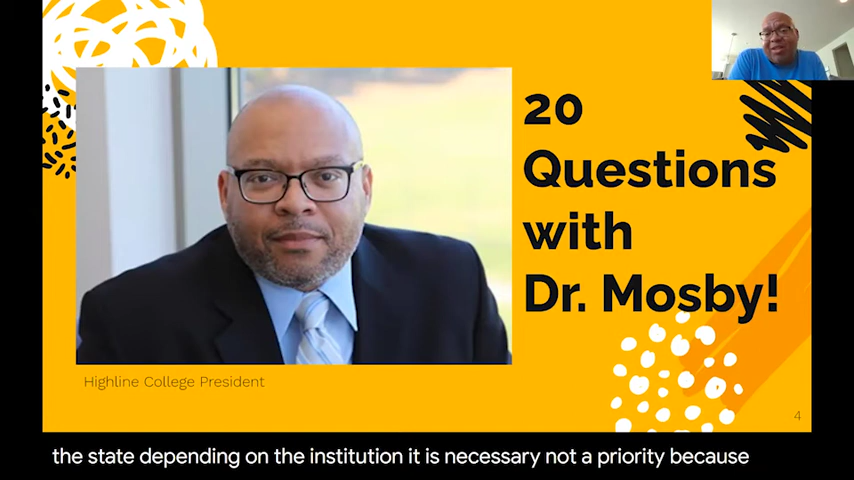 20
Questions
with
Dr. Mosby!
Highline College President
4
the state depending on the institution it is necessary not a priority because